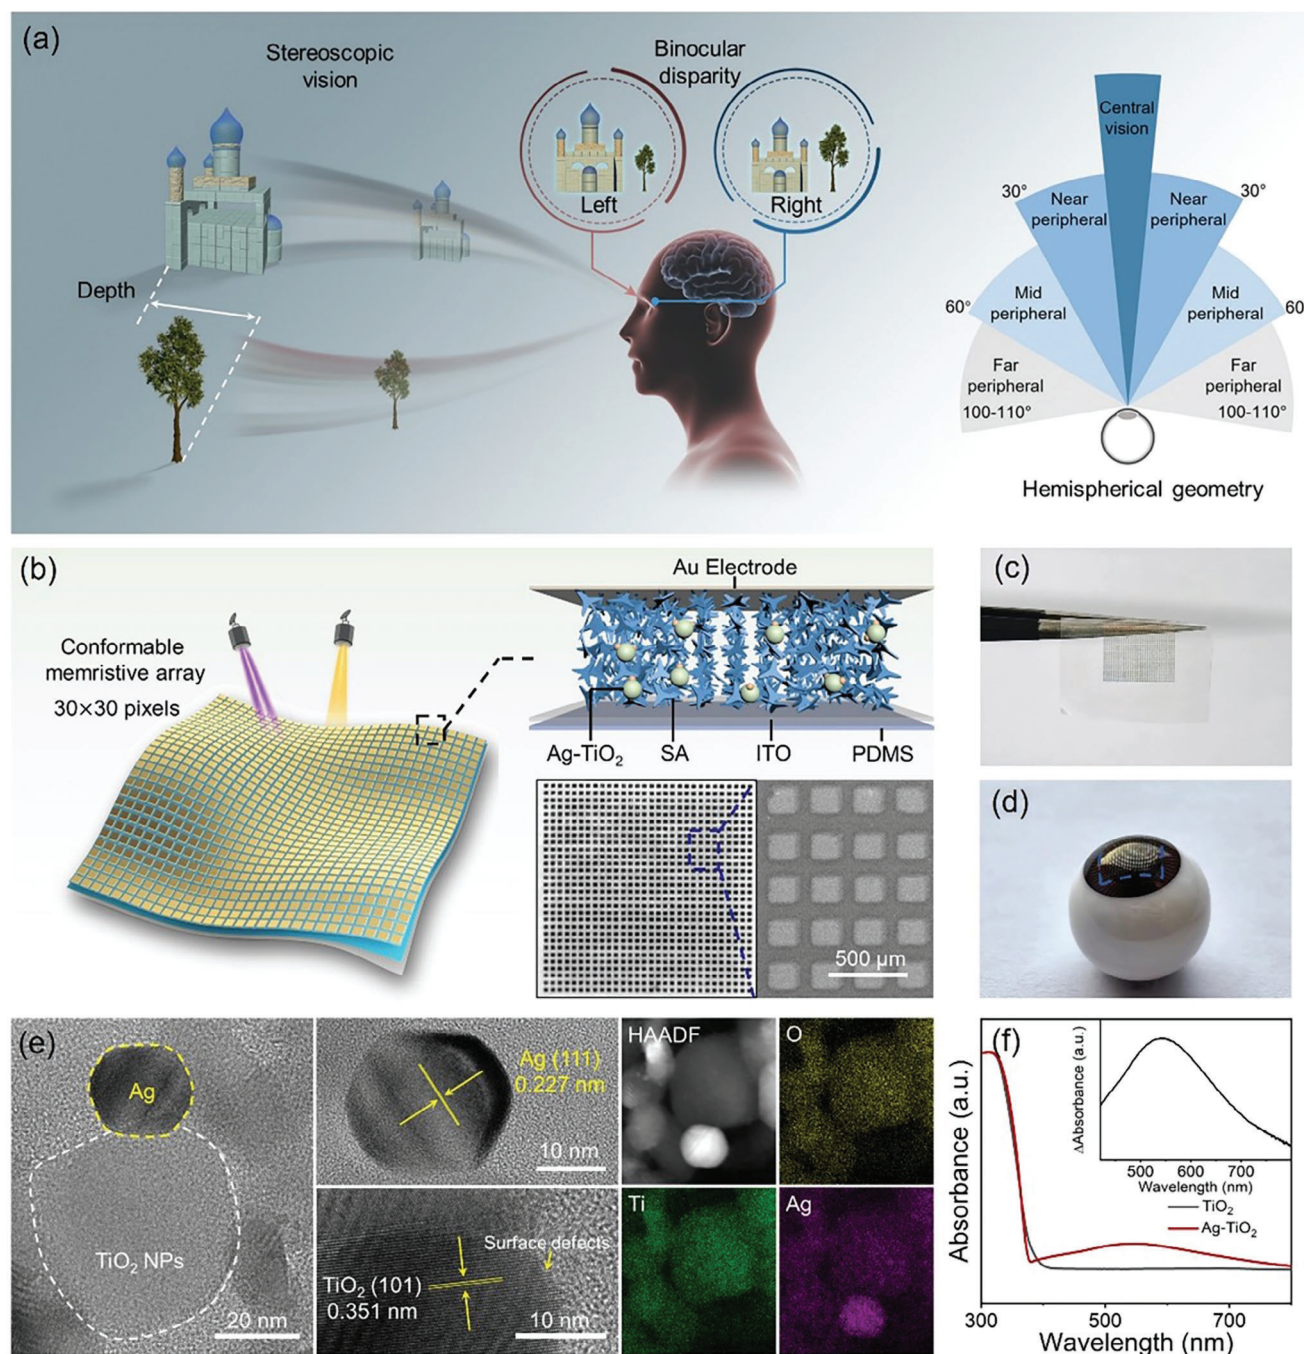 (a)
Stereoscopic
vision
Binocular
disparity
Left
Right
Depth
Central
vision
30°
30°
Near
peripheral
Near
peripheral
60°
60
Mid
peripheral
Mid
peripheral
Far
peripheral
100-110°
Far
peripheral
100-110°
Hemispherical geometry
(b)
Conformable
memristive array
30×30 pixels
Au Electrode
Ag-TiO₂
SA
ITO
PDMS
500 µm
(c)
(d)
(e)
Ag
TiO₂ NPs
20 nm
Ag (111)
0.227 nm
10 nm
TiO₂ (101)
0.351 nm
Surface defects
10 nm
HAADF
O
Ti
Ag
(f)
Absorbance (a.u.)
ΔAbsorbance (a.u.)
500 600 700
Wavelength (nm)
TiO₂
Ag-TiO₂
300 500 700
Wavelength (nm)